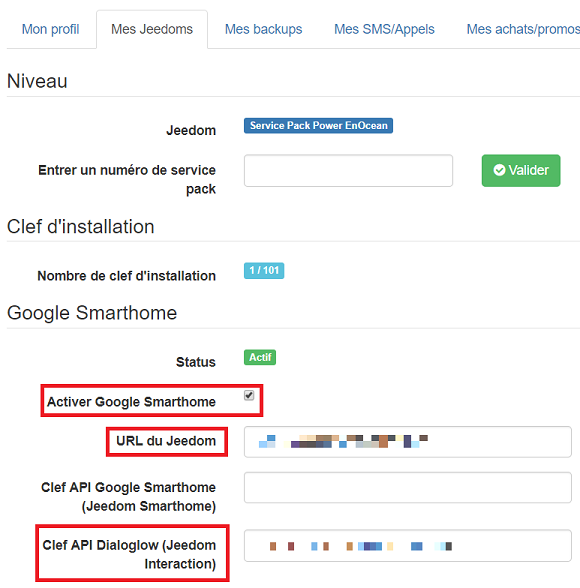 Mon profil Mes Jeedoms Mes backups Mes SMS/Appels Mes achats/promos
Niveau
Jeedom Service Pack Power EnOcean
Entrer un numéro de service
pack
Valider
Clef d'installation
Nombre de clef d'installation 1 / 101
Google Smarthome
Status Actif
Activer Google Smarthome
URL du Jeedom
Clef API Google Smarthome
(Jeedom Smarthome)
Clef API Dialoglow (Jeedom
Interaction)